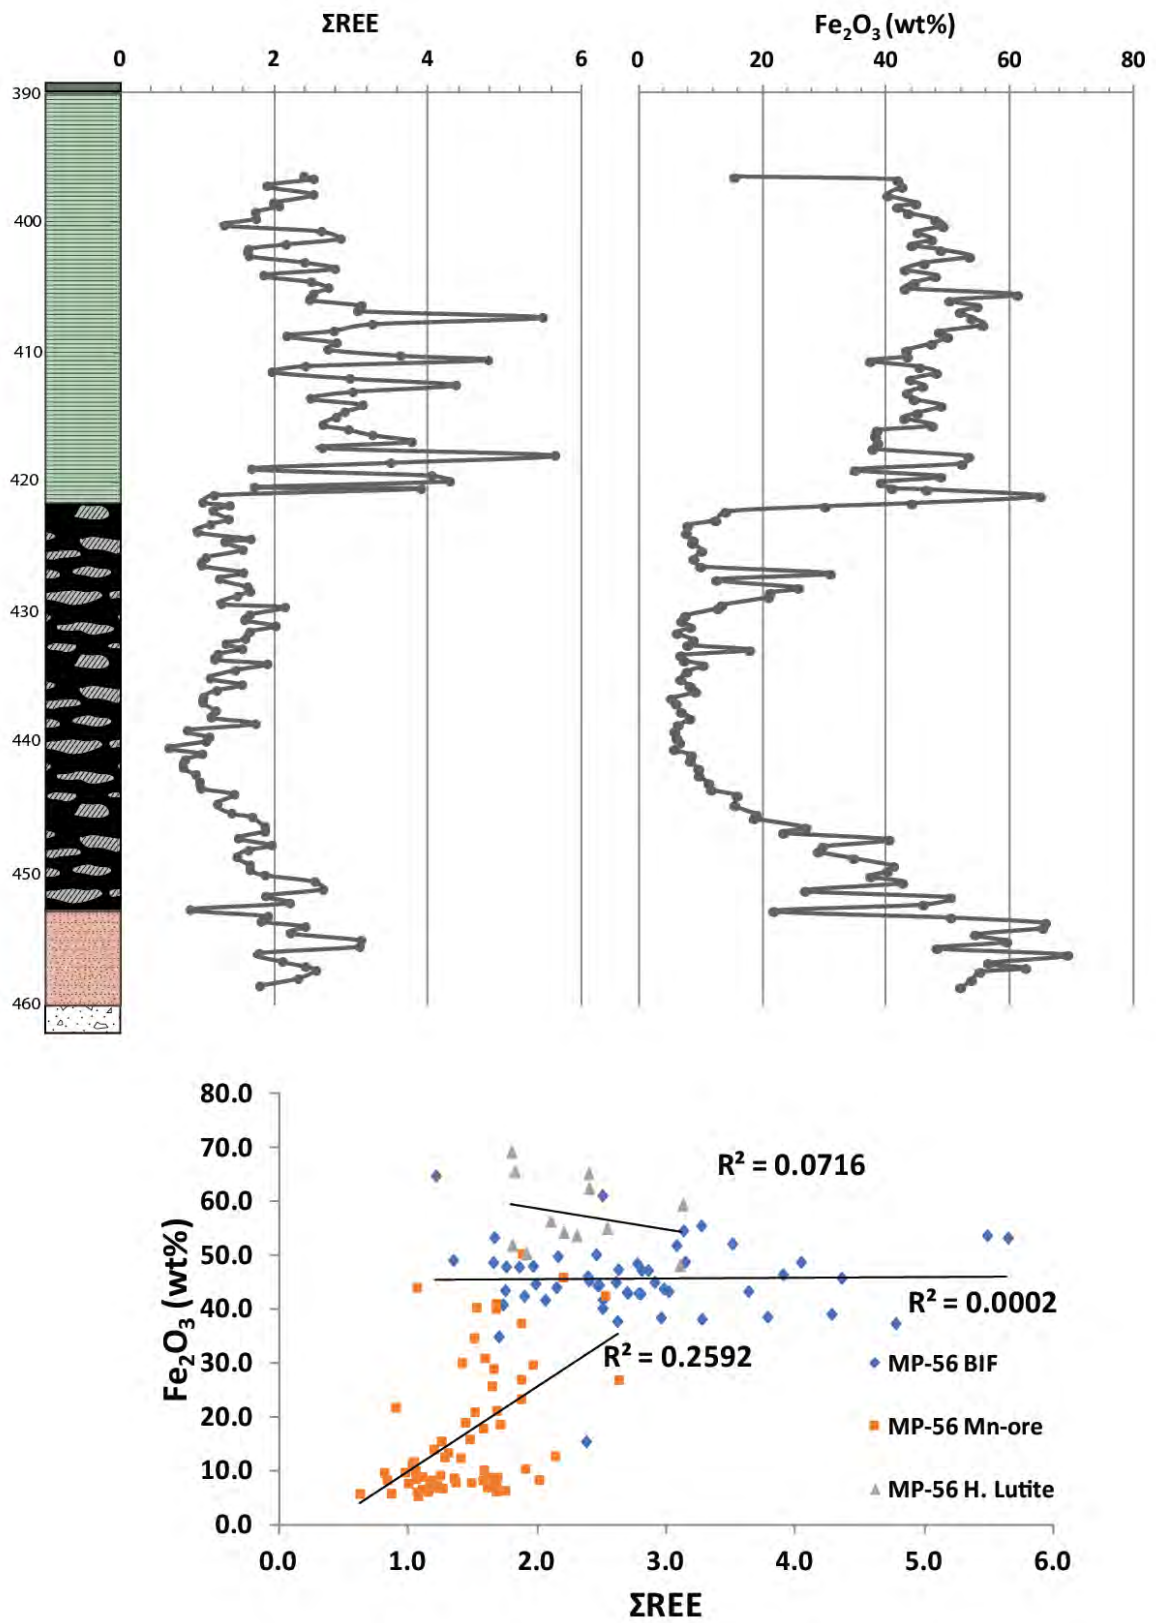 ΣREE Fe₂O₃ (wt%)
0 2 4 6 0 20 40 60 80
390
400
410
420
430
440
450
460
80.0
70.0
R² = 0.0716
60.0
50.0
40.0
R² = 0.0002
30.0
R² = 0.2592
MP-56 BIF
20.0
MP-56 Mn-ore
10.0
MP-56 H. Lutite
0.0
Fe₂O₃ (wt%)
0.0 1.0 2.0 3.0 4.0 5.0 6.0
ΣREE